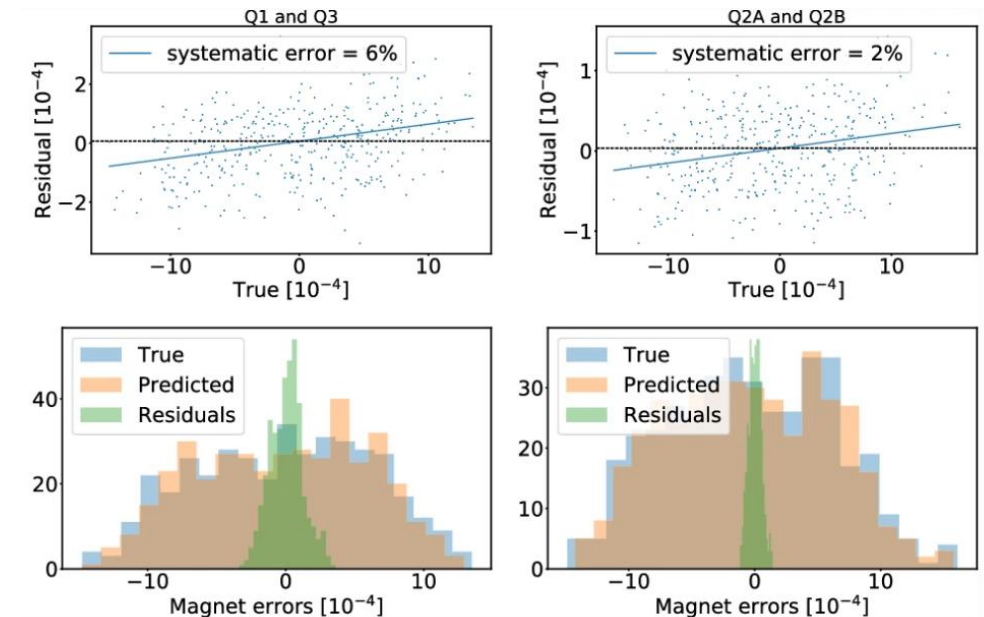 Q1 and Q3
systematic error = 6%
2
0
−2
Residual [10⁻⁴]
−10 0 10
True [10⁻⁴]
Q2A and Q2B
systematic error = 2%
1
0
−1
Residual [10⁻⁴]
−10 0 10
True [10⁻⁴]
True
Predicted
Residuals
40
20
0
−10 0 10
Magnet errors [10⁻⁴]
True
Predicted
Residuals
30
20
10
0
−10 0 10
Magnet errors [10⁻⁴]